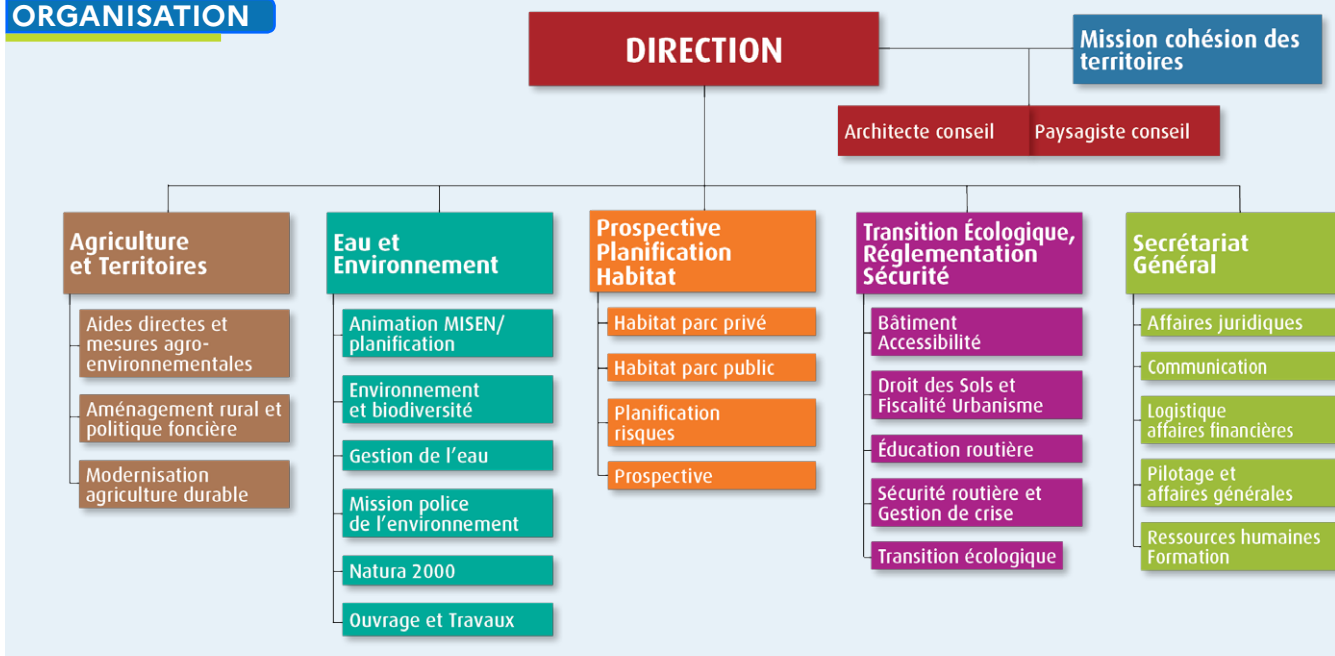 ORGANISATION
DIRECTION
Mission cohésion des
territoires
Architecte conseil
Paysagiste conseil
Agriculture
et Territoires
Aides directes et
mesures agro-
environnementales
Aménagement rural et
politique foncière
Modernisation
agriculture durable
Eau et
Environnement
Animation MISEN/
planification
Environnement
et biodiversité
Gestion de l'eau
Mission police
de l'environnement
Natura 2000
Ouvrage et Travaux
Prospective
Planification
Habitat
Habitat parc privé
Habitat parc public
Planification
risques
Prospective
Transition Écologique,
Réglementation
Sécurité
Bâtiment
Accessibilité
Droit des Sols et
Fiscalité Urbanisme
Éducation routière
Sécurité routière et
Gestion de crise
Transition écologique
Secrétariat
Général
Affaires juridiques
Communication
Logistique
affaires financières
Pilotage et
affaires générales
Ressources humaines
Formation